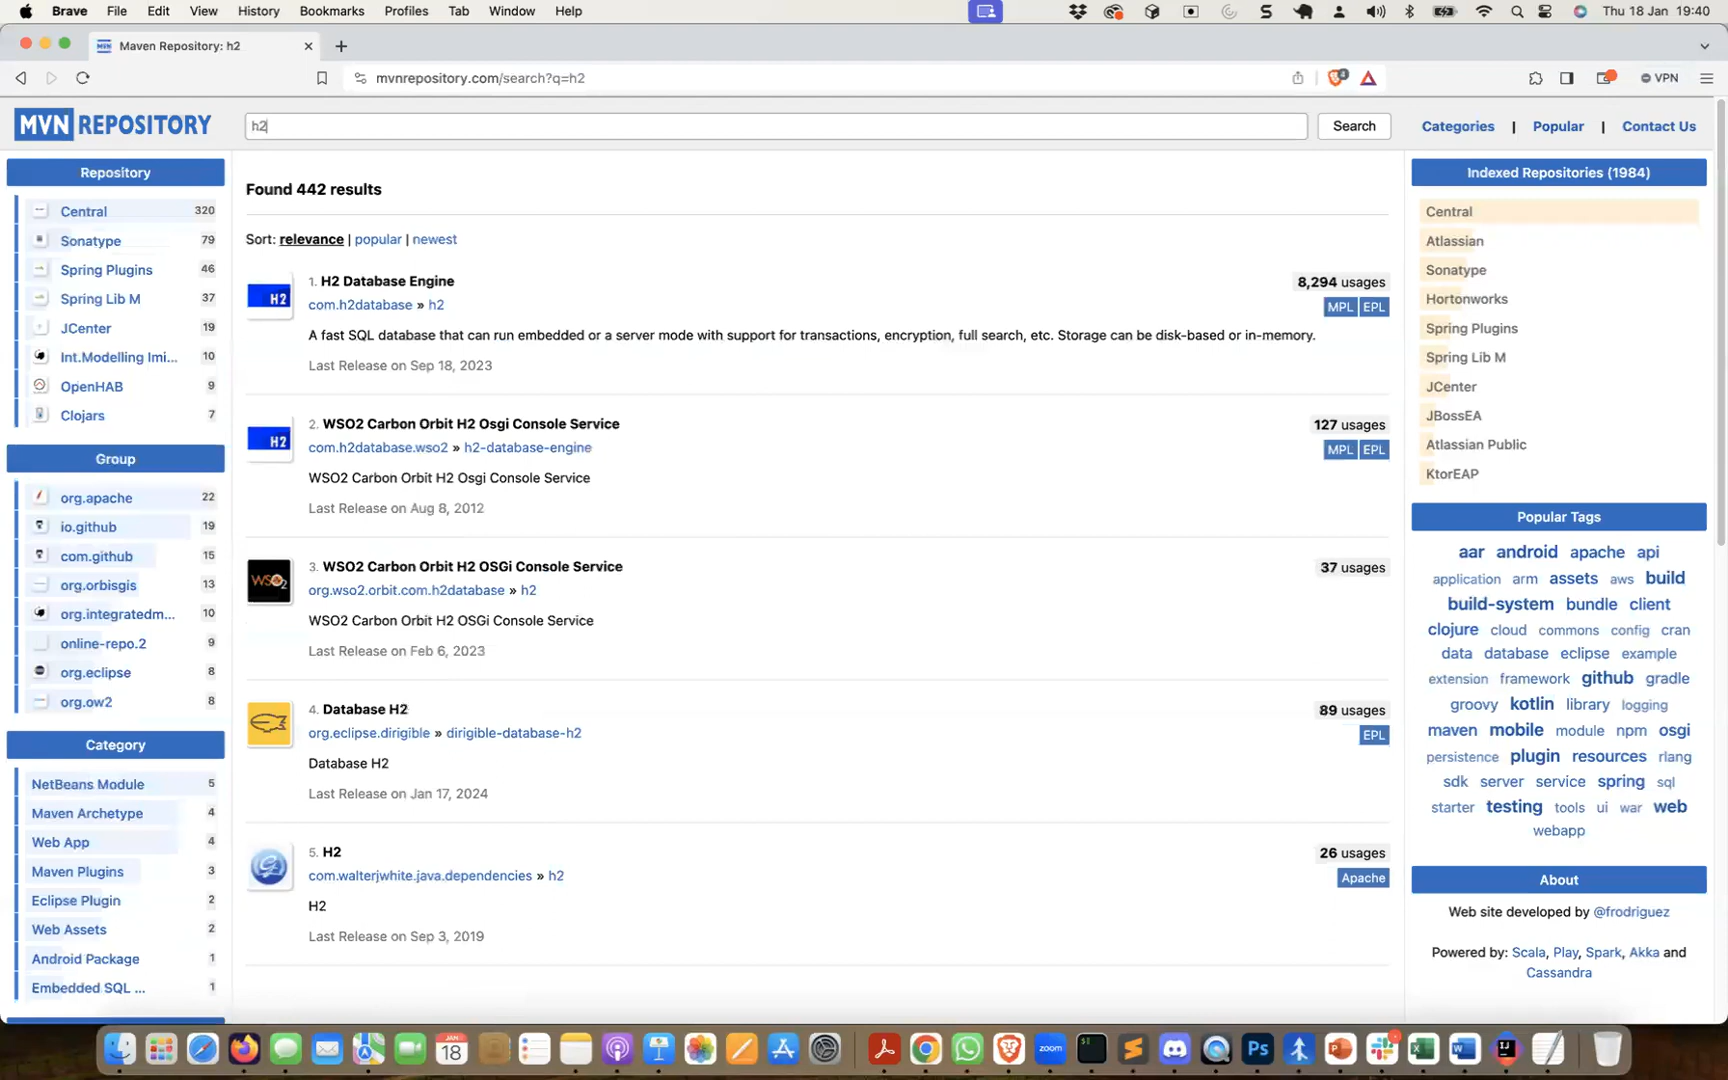 Brave File Edit View History Bookmarks Profiles Tab Window Help Thu 18 Jan 19:40
Maven Repository: h2
mvnrepository.com/search?q=h2 VPN
MVN REPOSITORY h2 Search Categories | Popular | Contact Us
Repository
Central 320
Sonatype 79
Spring Plugins 46
Spring Lib M 37
JCenter 19
Int.Modelling Imi... 10
OpenHAB 9
Clojars 7
Group
org.apache 22
io.github 19
com.github 15
org.orbisgis 13
org.integratedm... 10
online-repo.2 9
org.eclipse 8
org.ow2 8
Category
NetBeans Module 5
Maven Archetype 4
Web App 4
Maven Plugins 3
Eclipse Plugin 2
Web Assets 2
Android Package 1
Embedded SQL ... 1
Found 442 results
Sort: relevance | popular | newest
H2
1. H2 Database Engine 8,294 usages
com.h2database » h2 MPL EPL
A fast SQL database that can run embedded or a server mode with support for transactions, encryption, full search, etc. Storage can be disk-based or in-memory.
Last Release on Sep 18, 2023
H2
2. WSO2 Carbon Orbit H2 Osgi Console Service 127 usages
com.h2database.wso2 » h2-database-engine MPL EPL
WSO2 Carbon Orbit H2 Osgi Console Service
Last Release on Aug 8, 2012
WSO2
3. WSO2 Carbon Orbit H2 OSGi Console Service 37 usages
org.wso2.orbit.com.h2database » h2
WSO2 Carbon Orbit H2 OSGi Console Service
Last Release on Feb 6, 2023
4. Database H2 89 usages
org.eclipse.dirigible » dirigible-database-h2 EPL
Database H2
Last Release on Jan 17, 2024
5. H2 26 usages
com.walterjwhite.java.dependencies » h2 Apache
H2
Last Release on Sep 3, 2019
Indexed Repositories (1984)
Central
Atlassian
Sonatype
Hortonworks
Spring Plugins
Spring Lib M
JCenter
JBossEA
Atlassian Public
KtorEAP
Popular Tags
aar android apache api
application arm assets aws build
build-system bundle client
clojure cloud commons config cran
data database eclipse example
extension framework github gradle
groovy kotlin library logging
maven mobile module npm osgi
persistence plugin resources rlang
sdk server service spring sql
starter testing tools ui war web
webapp
About
Web site developed by @frodriguez
Powered by: Scala, Play, Spark, Akka and
Cassandra
JAN
18
zoom
Ps